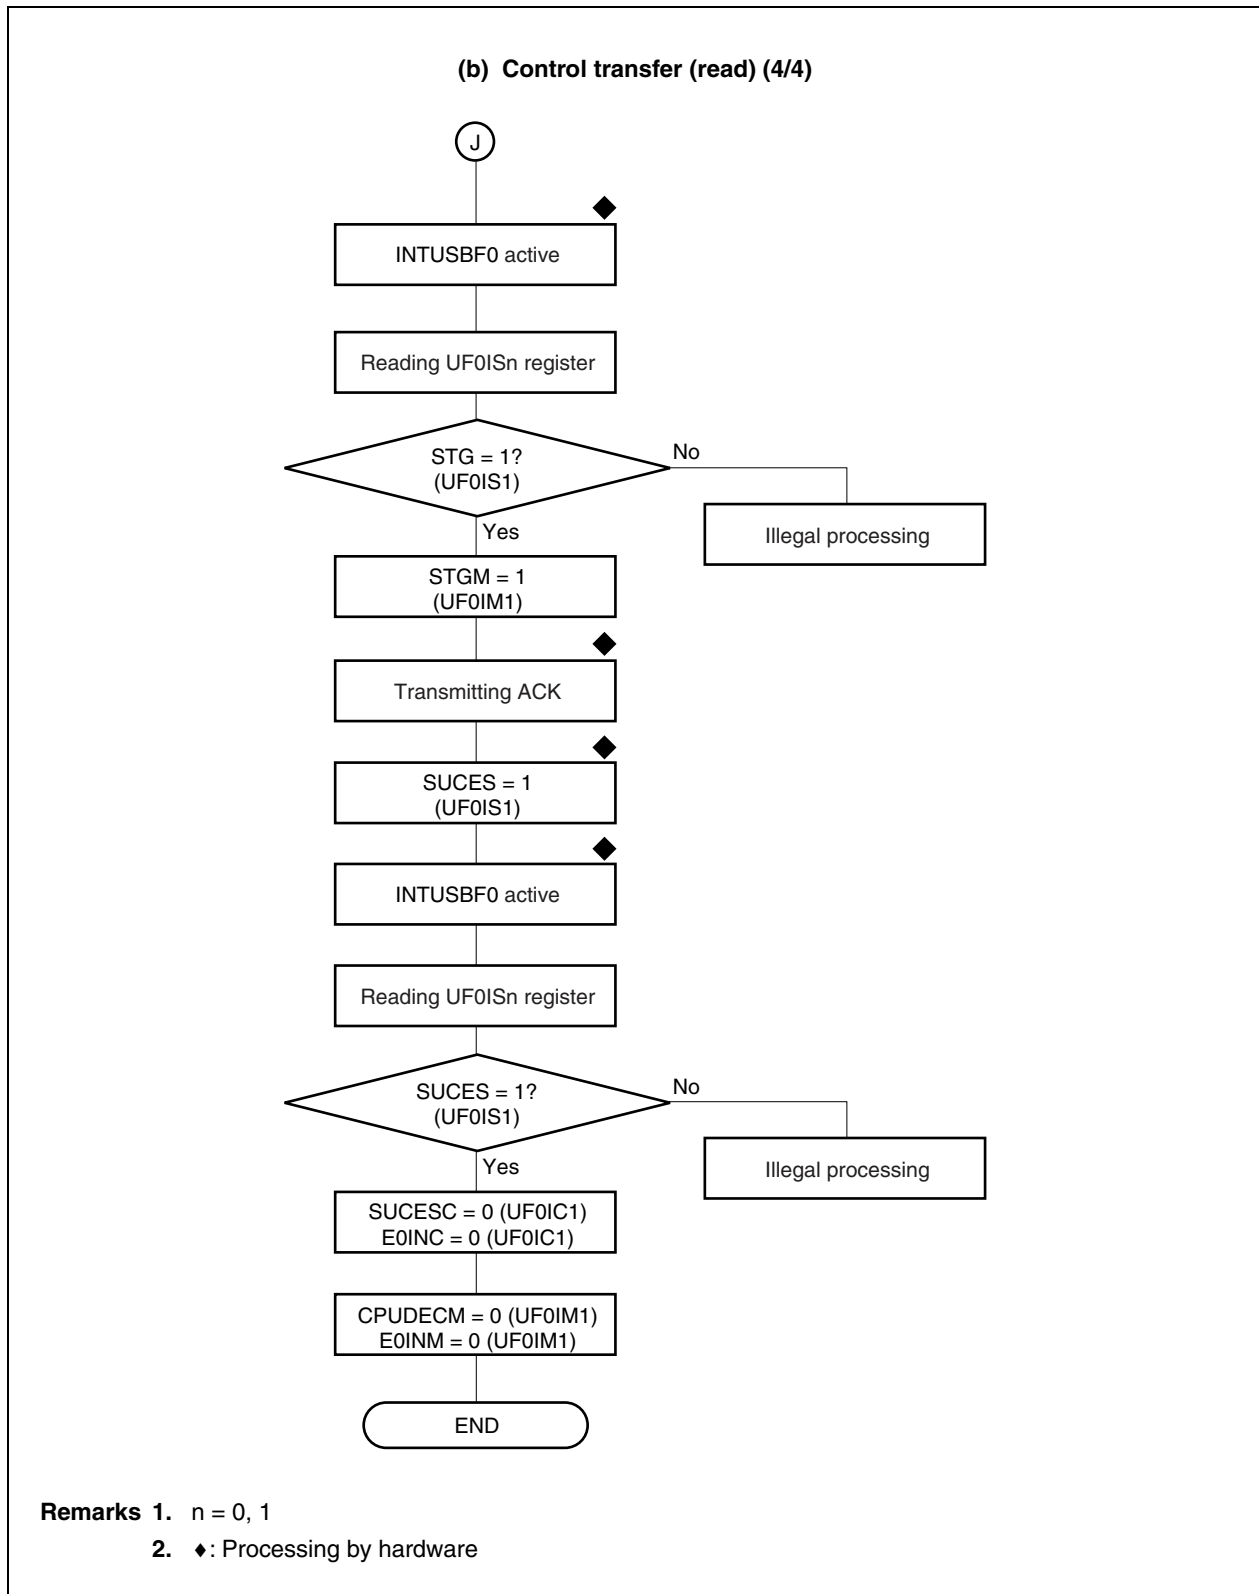 (b) Control transfer (read) (4/4)
J
INTUSBF0 active
Reading UF0ISn register
STG = 1?
(UF0IS1)
No
Illegal processing
Yes
STGM = 1
(UF0IM1)
Transmitting ACK
SUCES = 1
(UF0IS1)
INTUSBF0 active
Reading UF0ISn register
SUCES = 1?
(UF0IS1)
No
Illegal processing
Yes
SUCESC = 0 (UF0IC1)
E0INC = 0 (UF0IC1)
CPUDECM = 0 (UF0IM1)
E0INM = 0 (UF0IM1)
END
Remarks 1. n = 0, 1
2. ♦: Processing by hardware